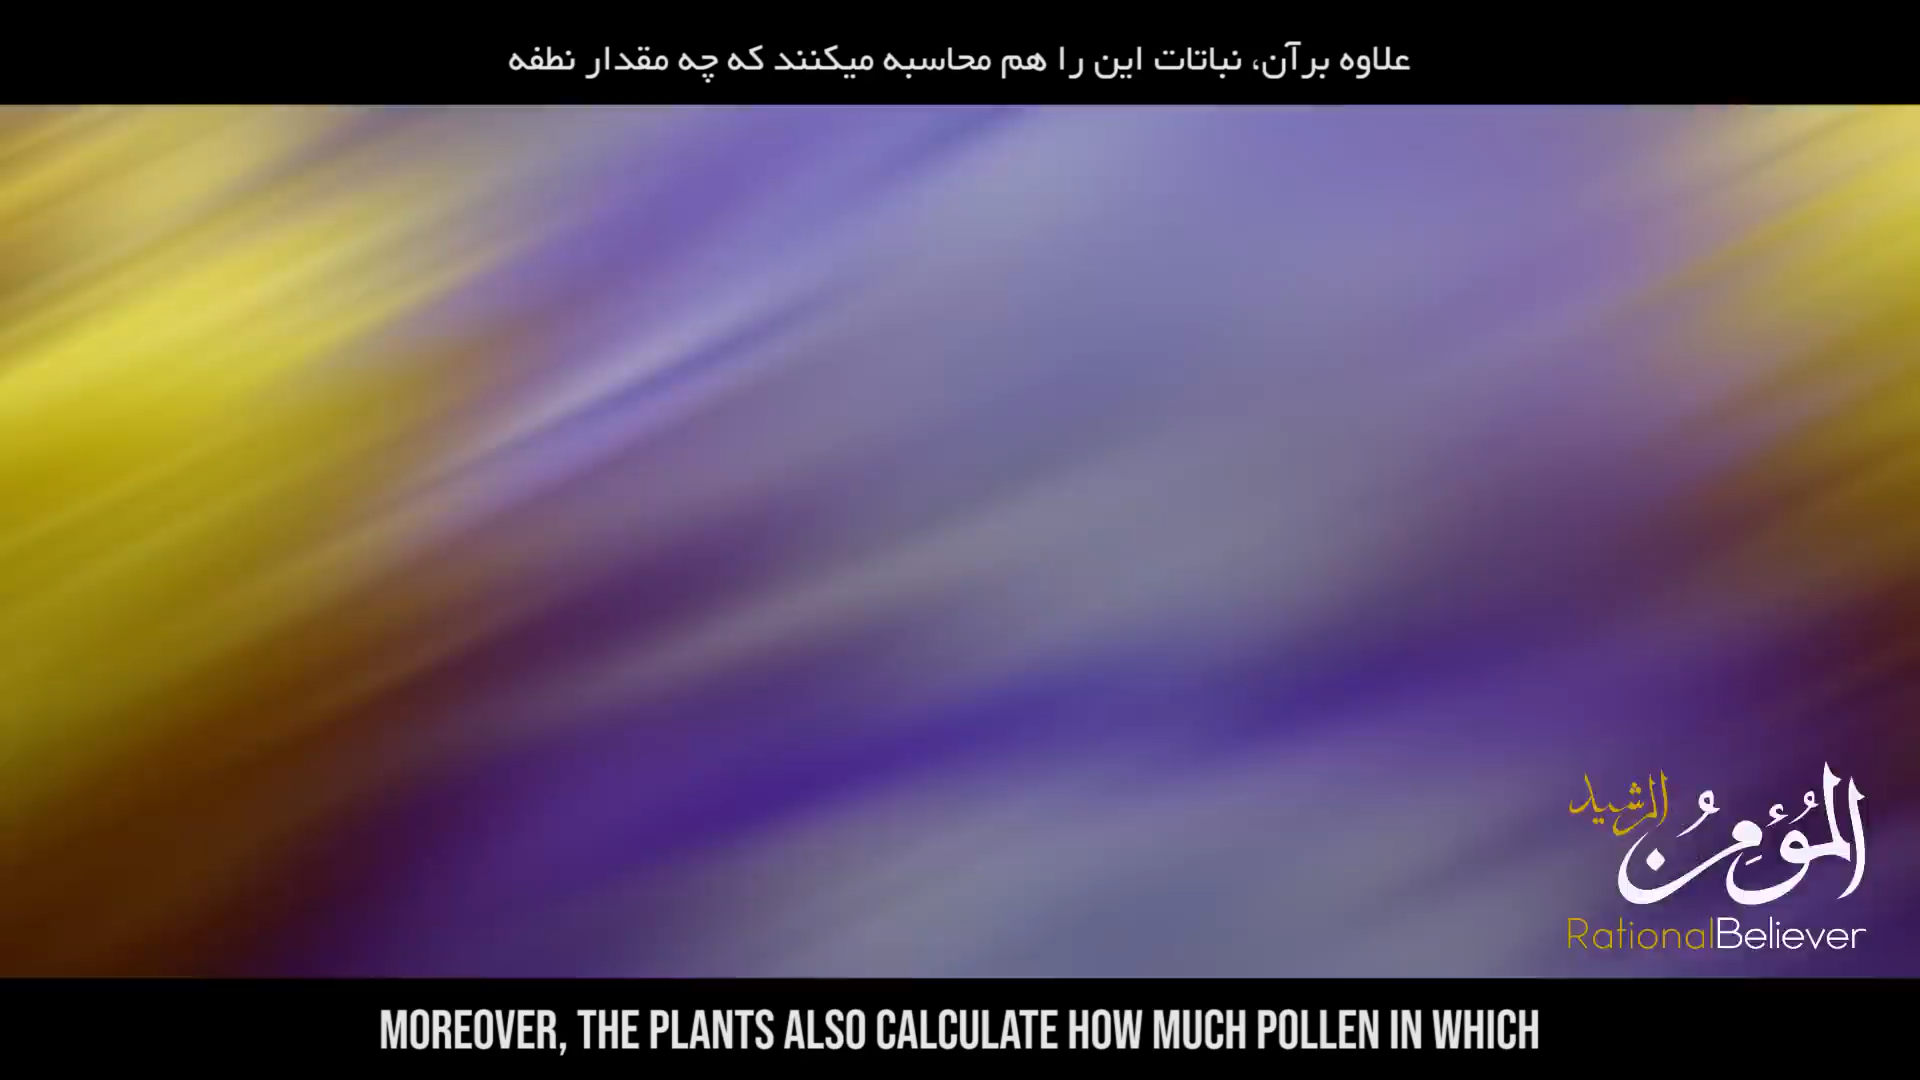 علاوه برآن، نباتات این را هم محاسبه میکنند که چه مقدار نطفه
المؤمن الرشيد
RationalBeliever
MOREOVER, THE PLANTS ALSO CALCULATE HOW MUCH POLLEN IN WHICH